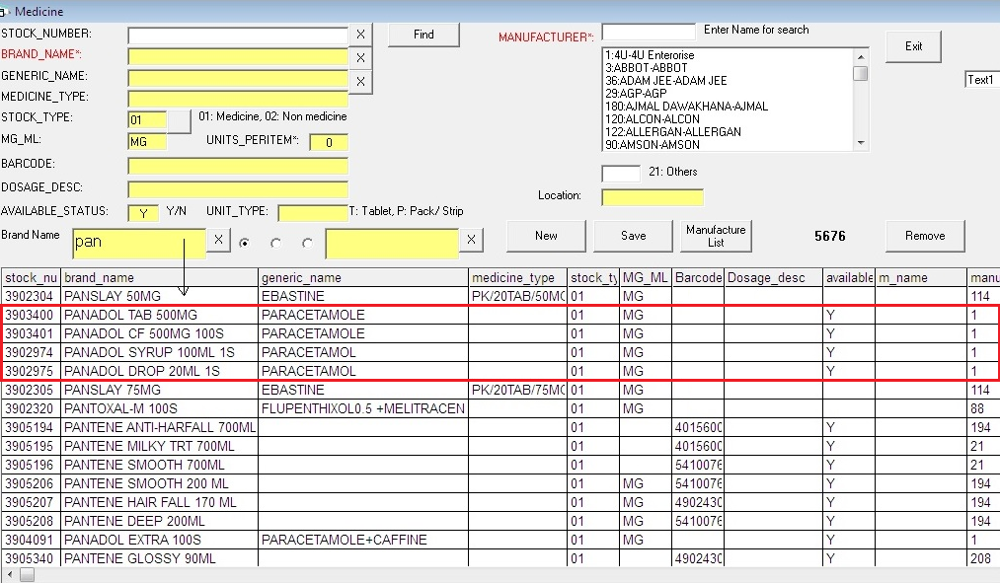 Medicine
STOCK_NUMBER: X Find MANUFACTURER*: Enter Name for search Exit
BRAND_NAME*: X
GENERIC_NAME: X
MEDICINE_TYPE:
STOCK_TYPE: 01 01: Medicine, 02: Non medicine
MG_ML: MG UNITS_PERITEM*: 0
BARCODE:
DOSAGE_DESC:
AVAILABLE_STATUS: Y Y/N UNIT_TYPE: T: Tablet, P: Pack/ Strip
1:4U-4U Enterorise
3:ABBOT-ABBOT
36:ADAM JEE-ADAM JEE
29:AGP-AGP
180:AJMAL DAWAKHANA-AJMAL
120:ALCON-ALCON
122:ALLERGAN-ALLERGAN
90:AMSON-AMSON
Text1
21: Others
Location:
Brand Name pan X X New Save Manufacture List 5676 Remove
stock_nu brand_name generic_name medicine_type stock_ty MG_ML Barcode Dosage_desc available m_name manu
3902304 PANSLAY 50MG EBASTINE PK/20TAB/50MG 01 MG 114
3903400 PANADOL TAB 500MG PARACETAMOLE 01 MG Y 1
3903401 PANADOL CF 500MG 100S PARACETAMOLE 01 MG Y 1
3902974 PANADOL SYRUP 100ML 1S PARACETAMOL 01 MG Y 1
3902975 PANADOL DROP 20ML 1S PARACETAMOL 01 MG Y 1
3902305 PANSLAY 75MG EBASTINE PK/20TAB/75MG 01 MG 114
3902320 PANTOXAL-M 100S FLUPENTHIXOL0.5 +MELITRACEN 01 MG 88
3905194 PANTENE ANTI-HARFALL 700ML 01 4015600 Y 194
3905195 PANTENE MILKY TRT 700ML 01 4015600 Y 21
3905196 PANTENE SMOOTH 700ML 01 5410076 Y 21
3905206 PANTENE SMOOTH 200 ML 01 MG 5410076 Y 194
3905207 PANTENE HAIR FALL 170 ML 01 MG 4902430 Y 194
3905208 PANTENE DEEP 200ML 01 MG 5410076 Y 194
3904091 PANADOL EXTRA 100S PARACETAMOLE+CAFFINE 01 MG Y 1
3905340 PANTENE GLOSSY 90ML 01 4902430 Y 208